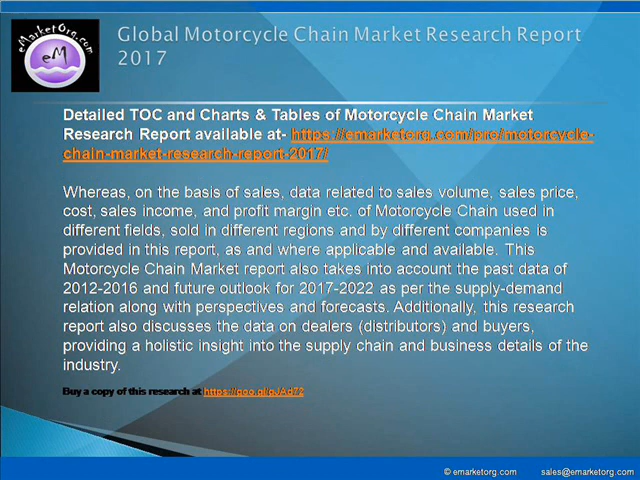 eMarketOrg.com
eM
Global Motorcycle Chain Market Research Report
2017
Detailed TOC and Charts & Tables of Motorcycle Chain Market
Research Report available at- https://emarketorg.com/pro/motorcycle-
chain-market-research-report-2017/
Whereas, on the basis of sales, data related to sales volume, sales price,
cost, sales income, and profit margin etc. of Motorcycle Chain used in
different fields, sold in different regions and by different companies is
provided in this report, as and where applicable and available. This
Motorcycle Chain Market report also takes into account the past data of
2012-2016 and future outlook for 2017-2022 as per the supply-demand
relation along with perspectives and forecasts. Additionally, this research
report also discusses the data on dealers (distributors) and buyers,
providing a holistic insight into the supply chain and business details of the
industry.
Buy a copy of this research at
© emarketorg.com sales@emarketorg.com